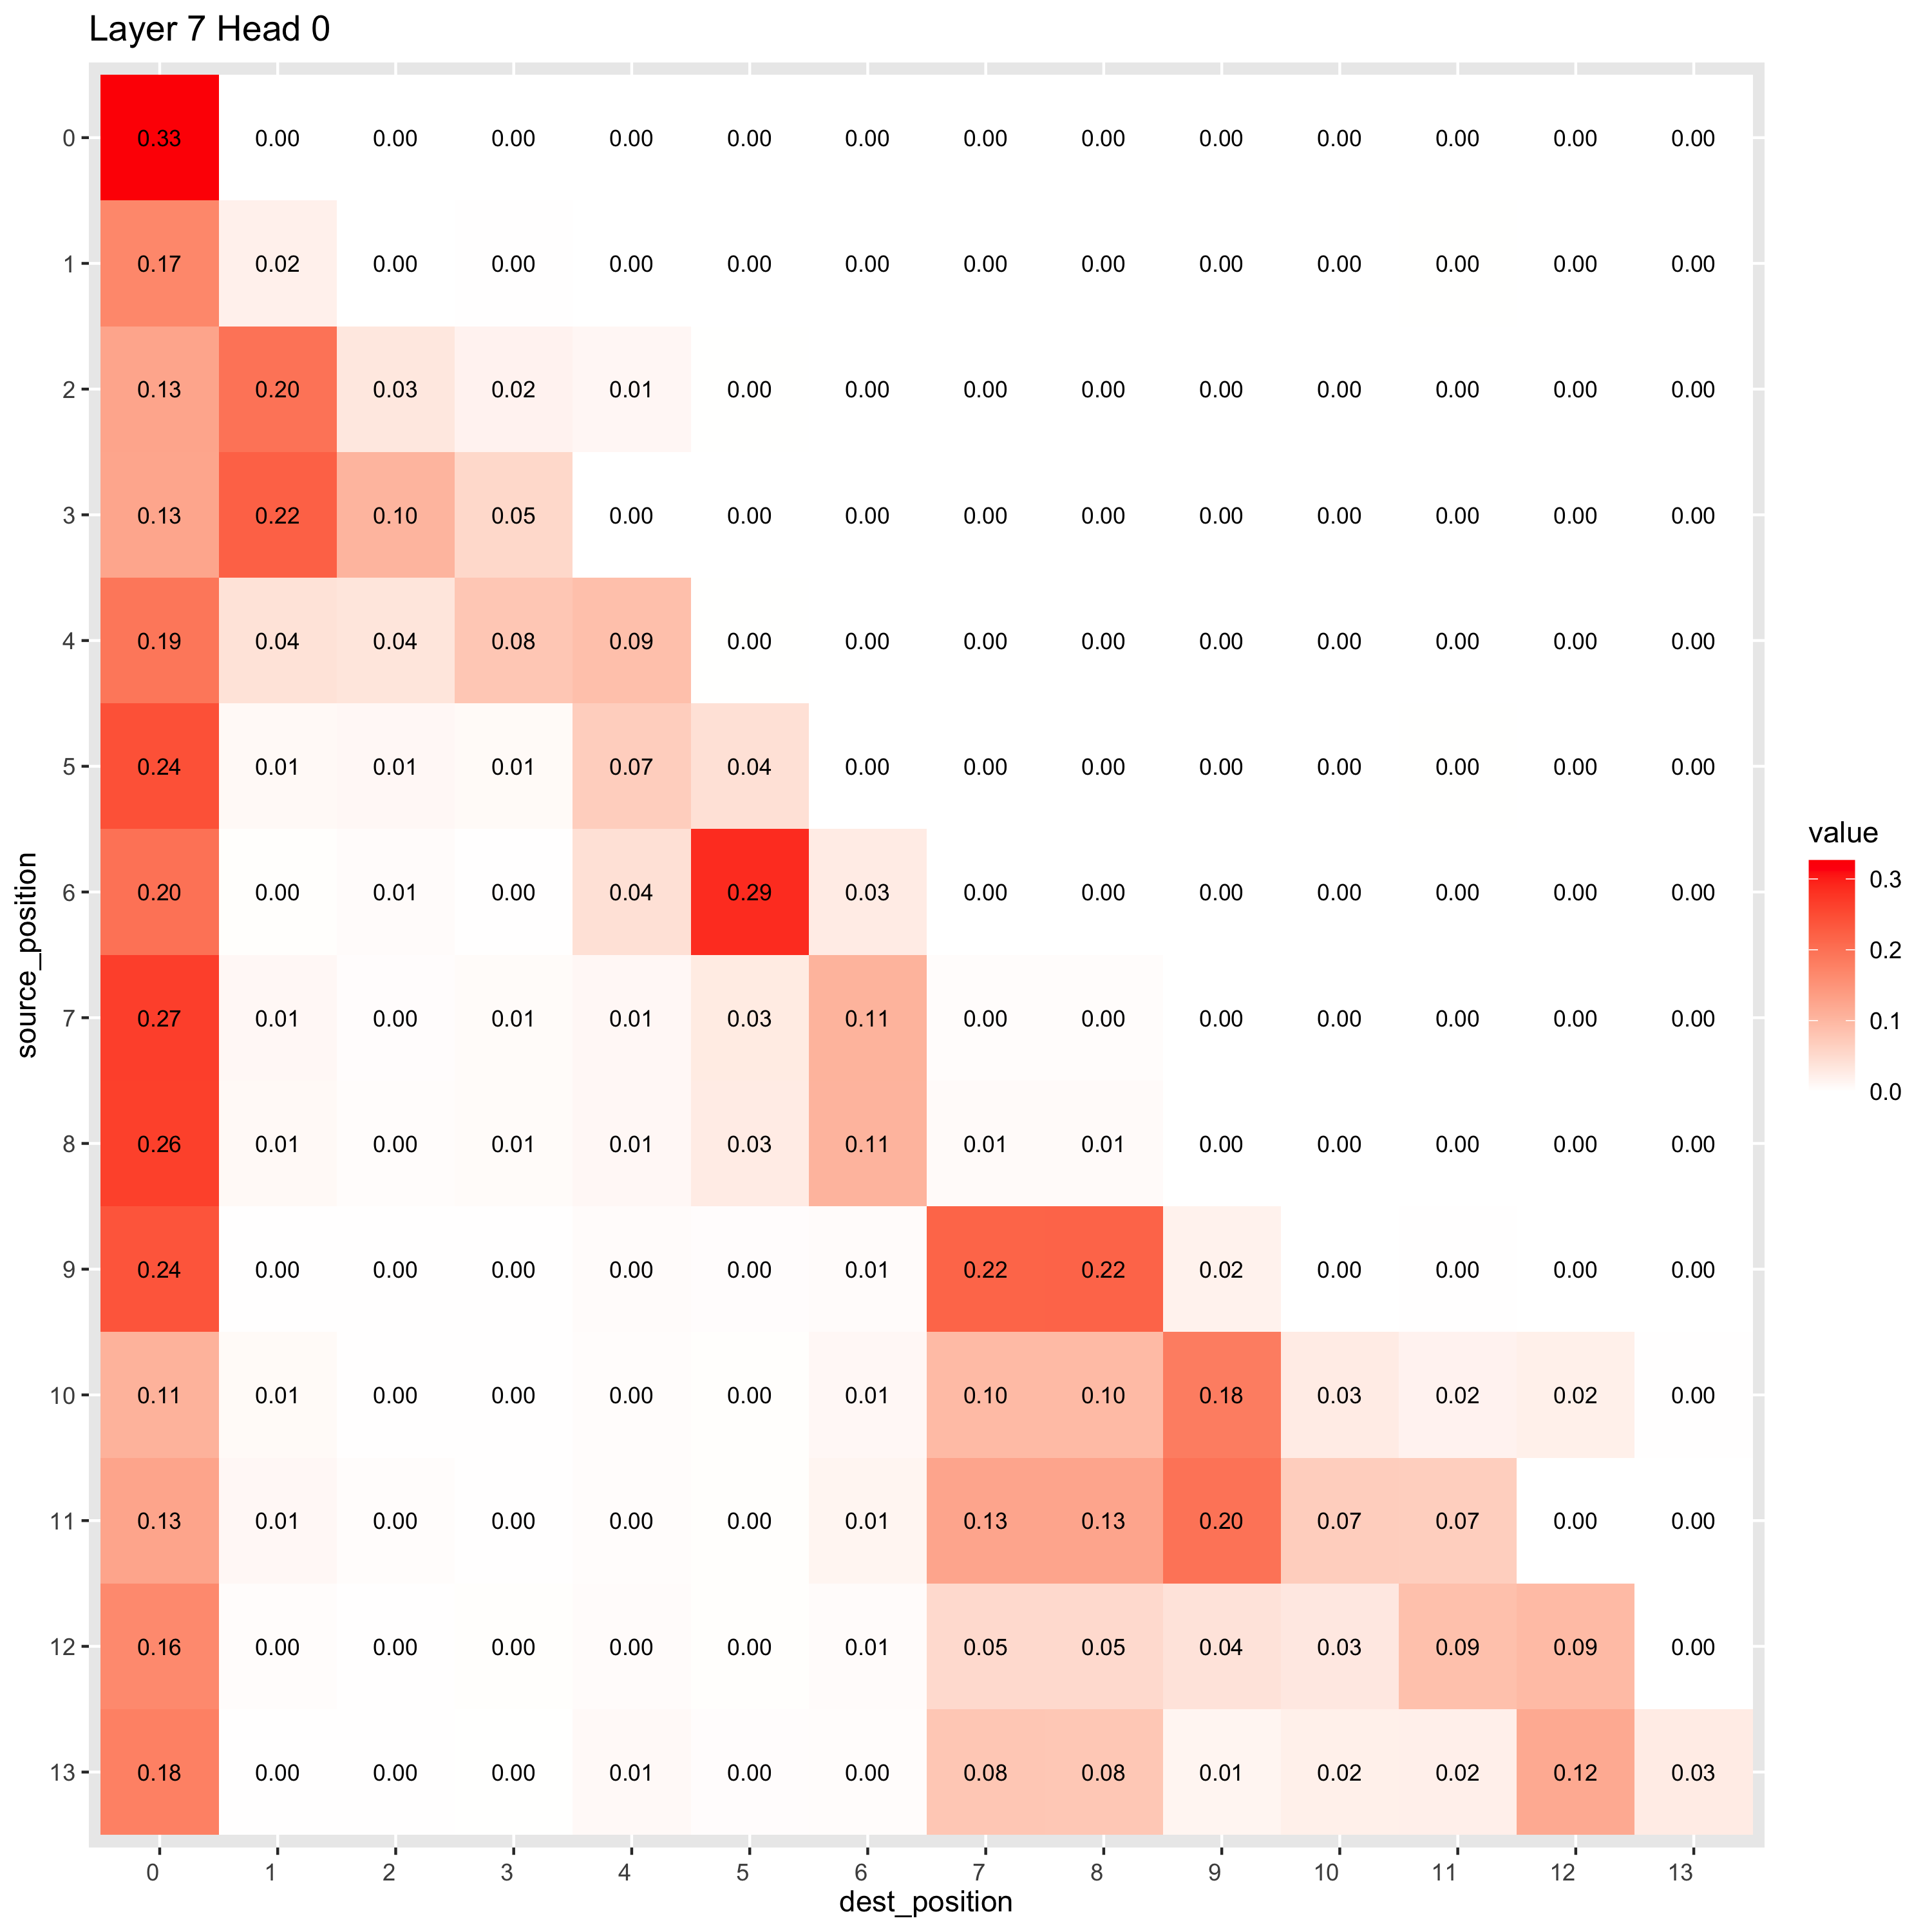 Layer 7 Head 0
0 0.33 0.00 0.00 0.00 0.00 0.00 0.00 0.00 0.00 0.00 0.00 0.00 0.00 0.00
1 0.17 0.02 0.00 0.00 0.00 0.00 0.00 0.00 0.00 0.00 0.00 0.00 0.00 0.00
2 0.13 0.20 0.03 0.02 0.01 0.00 0.00 0.00 0.00 0.00 0.00 0.00 0.00 0.00
3 0.13 0.22 0.10 0.05 0.00 0.00 0.00 0.00 0.00 0.00 0.00 0.00 0.00 0.00
4 0.19 0.04 0.04 0.08 0.09 0.00 0.00 0.00 0.00 0.00 0.00 0.00 0.00 0.00
5 0.24 0.01 0.01 0.01 0.07 0.04 0.00 0.00 0.00 0.00 0.00 0.00 0.00 0.00
6 0.20 0.00 0.01 0.00 0.04 0.29 0.03 0.00 0.00 0.00 0.00 0.00 0.00 0.00
7 0.27 0.01 0.00 0.01 0.01 0.03 0.11 0.00 0.00 0.00 0.00 0.00 0.00 0.00
8 0.26 0.01 0.00 0.01 0.01 0.03 0.11 0.01 0.01 0.00 0.00 0.00 0.00 0.00
9 0.24 0.00 0.00 0.00 0.00 0.00 0.01 0.22 0.22 0.02 0.00 0.00 0.00 0.00
10 0.11 0.01 0.00 0.00 0.00 0.00 0.01 0.10 0.10 0.18 0.03 0.02 0.02 0.00
11 0.13 0.01 0.00 0.00 0.00 0.00 0.01 0.13 0.13 0.20 0.07 0.07 0.00 0.00
12 0.16 0.00 0.00 0.00 0.00 0.00 0.01 0.05 0.05 0.04 0.03 0.09 0.09 0.00
13 0.18 0.00 0.00 0.00 0.01 0.00 0.00 0.08 0.08 0.01 0.02 0.02 0.12 0.03
0 1 2 3 4 5 6 7 8 9 10 11 12 13
dest_position
source_position
value
0.3
0.2
0.1
0.0